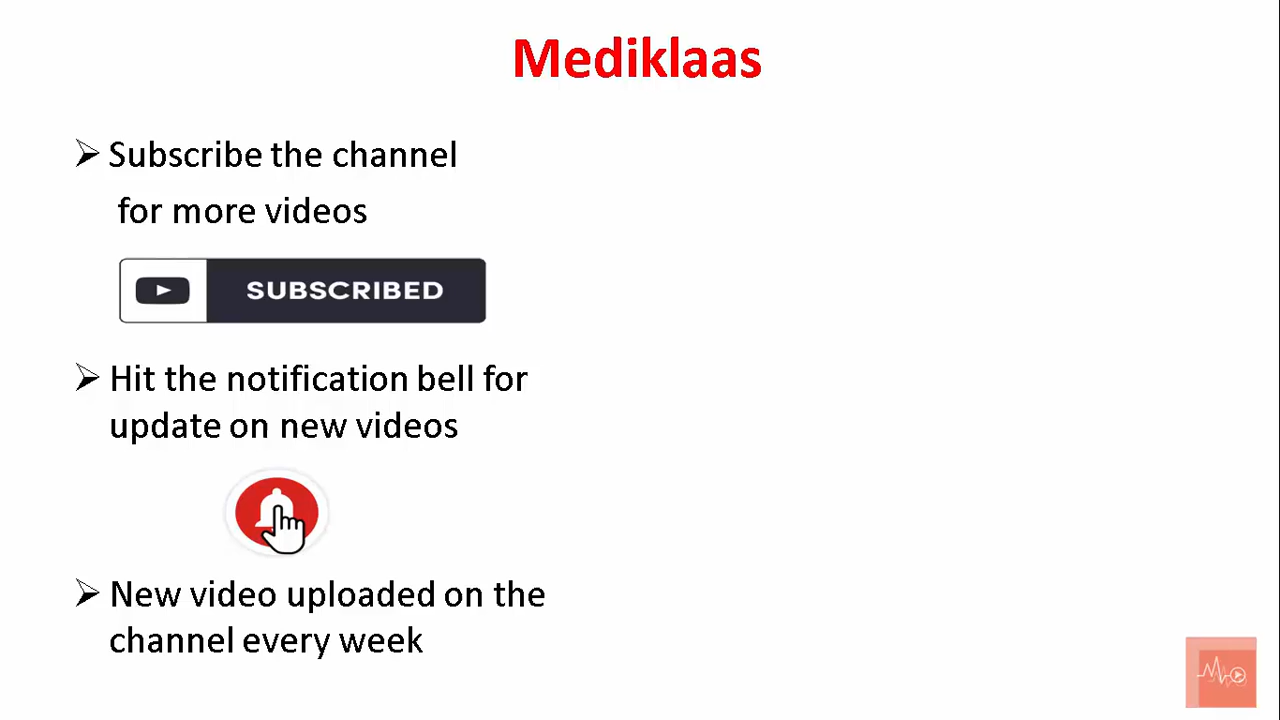 Mediklaas
➢ Subscribe the channel
for more videos
SUBSCRIBED
➢ Hit the notification bell for
update on new videos
➢ New video uploaded on the
channel every week